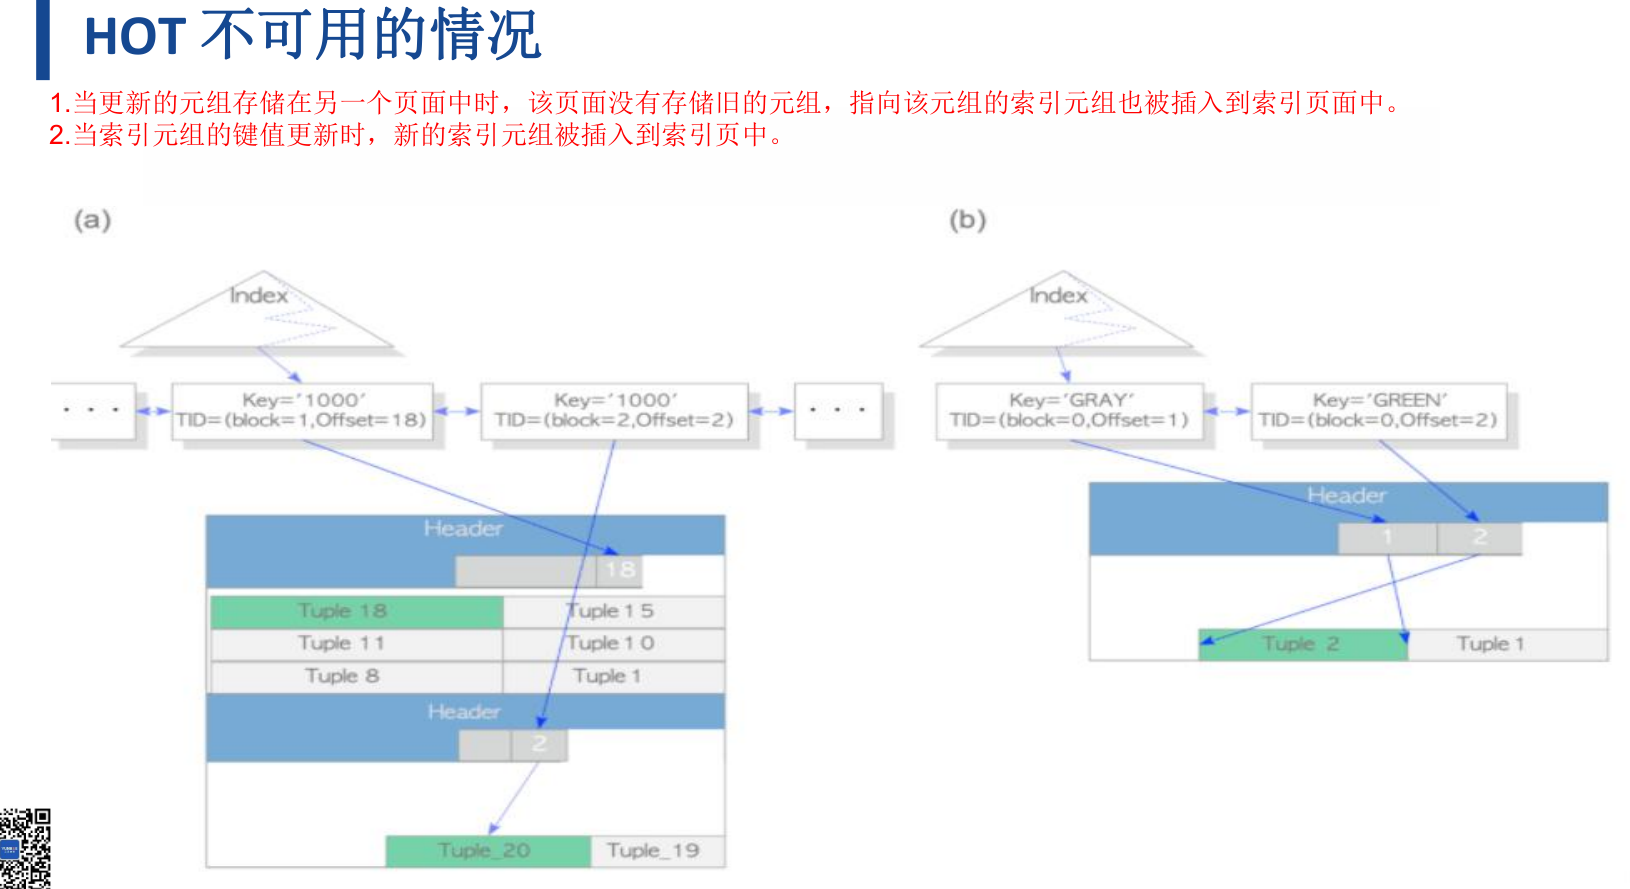 HOT 不可用的情况
1.当更新的元组存储在另一个页面中时，该页面没有存储旧的元组，指向该元组的索引元组也被插入到索引页面中。
2.当索引元组的键值更新时，新的索引元组被插入到索引页中。
(a)
Index
· · ·
Key='1000'
TID=(block=1,Offset=18)
Key='1000'
TID=(block=2,Offset=2)
· · ·
Header
18
Tuple 18
Tuple 1 5
Tuple 11
Tuple 1 0
Tuple 8
Tuple 1
Header
2
Tuple_20
Tuple_19
(b)
Index
Key='GRAY'
TID=(block=0,Offset=1)
Key='GREEN'
TID=(block=0,Offset=2)
Header
1
2
Tuple 2
Tuple 1